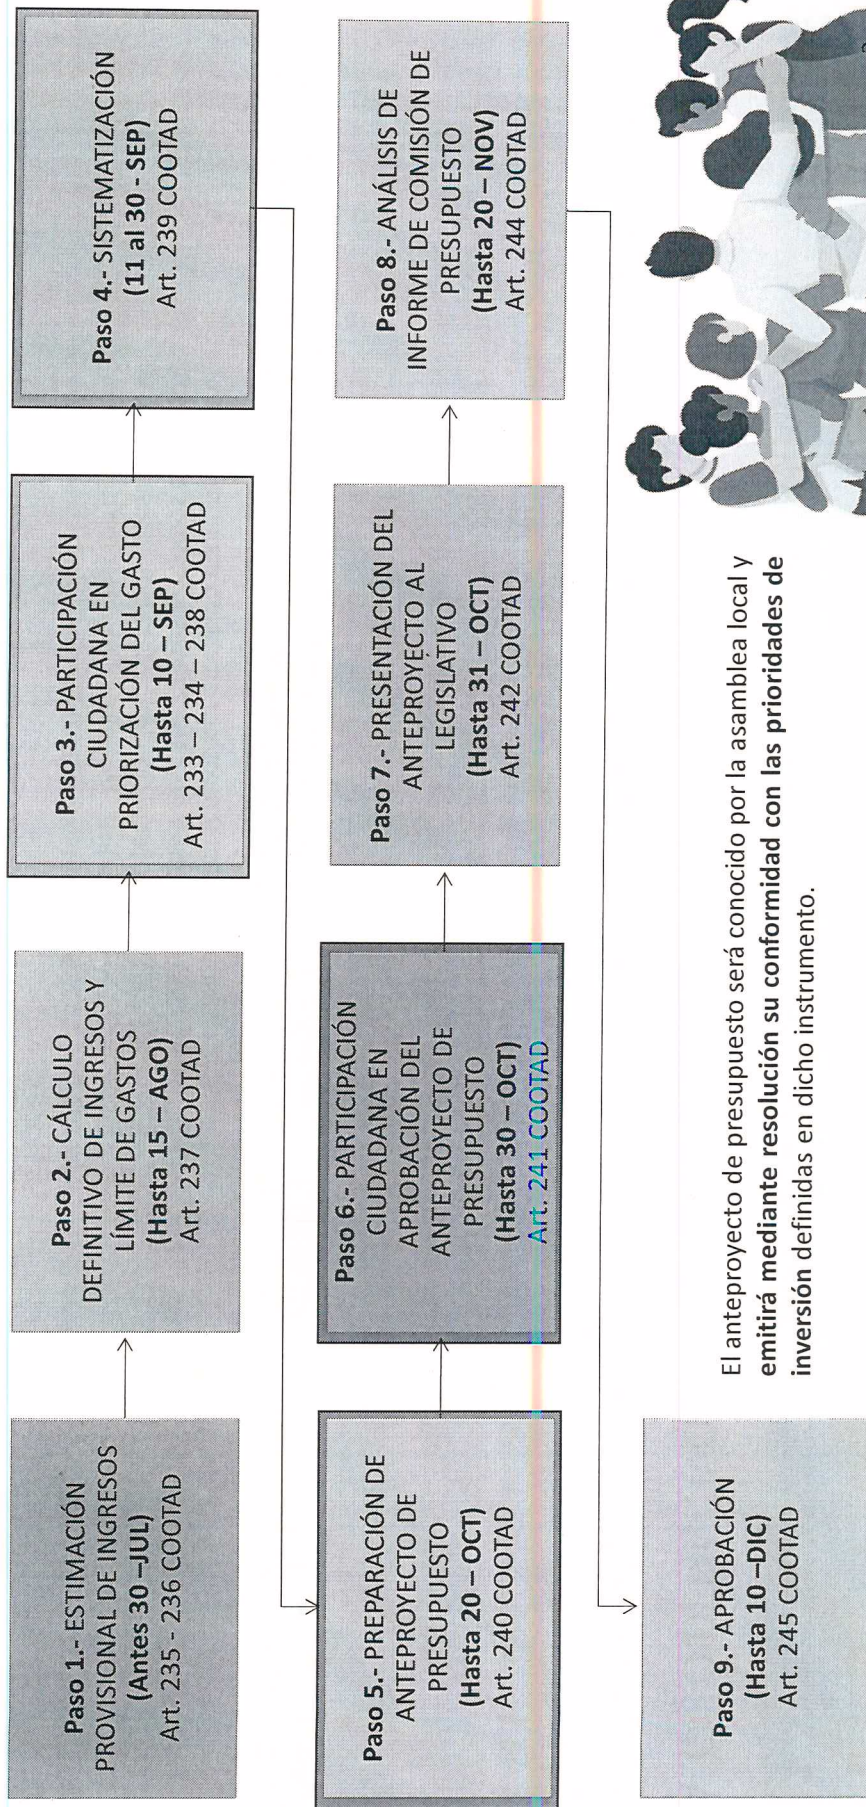 Paso 1.- ESTIMACIÓN
PROVISIONAL DE INGRESOS
(Antes 30 –JUL)
Art. 235 - 236 COOTAD
Paso 2.- CÁLCULO
DEFINITIVO DE INGRESOS Y
LÍMITE DE GASTOS
(Hasta 15 – AGO)
Art. 237 COOTAD
Paso 3.- PARTICIPACIÓN
CIUDADANA EN
PRIORIZACIÓN DEL GASTO
(Hasta 10 – SEP)
Art. 233 – 234 – 238 COOTAD
Paso 4.- SISTEMATIZACIÓN
(11 al 30 - SEP)
Art. 239 COOTAD
Paso 5.- PREPARACIÓN DE
ANTEPROYECTO DE
PRESUPUESTO
(Hasta 20 – OCT)
Art. 240 COOTAD
Paso 6.- PARTICIPACIÓN
CIUDADANA EN
APROBACIÓN DEL
ANTEPROYECTO DE
PRESUPUESTO
(Hasta 30 – OCT)
Art. 241 COOTAD
Paso 7.- PRESENTACIÓN DEL
ANTEPROYECTO AL
LEGISLATIVO
(Hasta 31 – OCT)
Art. 242 COOTAD
Paso 8.- ANÁLISIS DE
INFORME DE COMISIÓN DE
PRESUPUESTO
(Hasta 20 – NOV)
Art. 244 COOTAD
Paso 9.- APROBACIÓN
(Hasta 10 –DIC)
Art. 245 COOTAD
El anteproyecto de presupuesto será conocido por la asamblea local y
emitirá mediante resolución su conformidad con las prioridades de
inversión definidas en dicho instrumento.